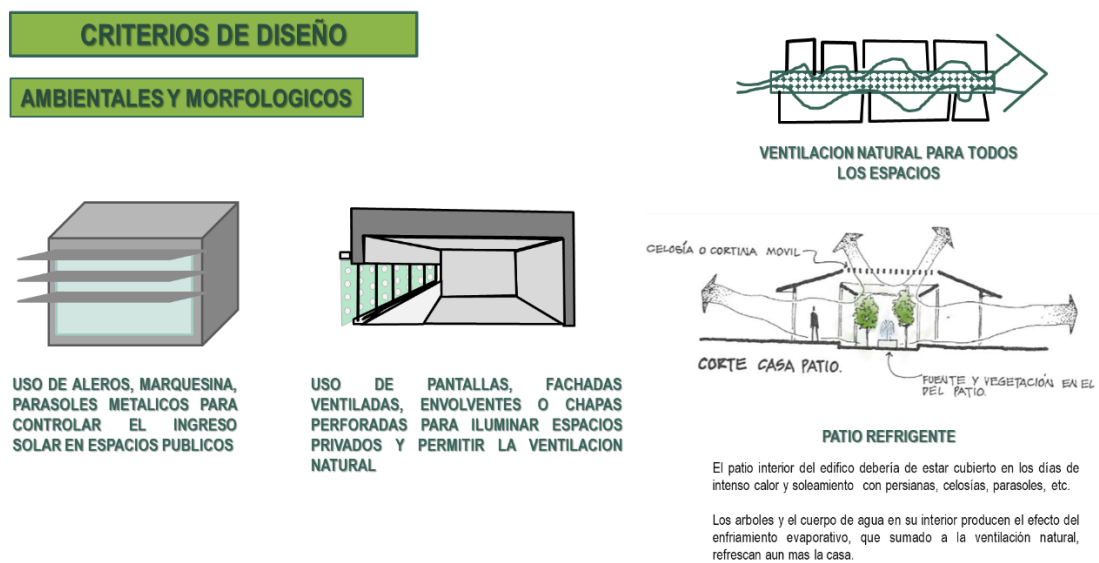 CRITERIOS DE DISEÑO
AMBIENTALES Y MORFOLOGICOS
VENTILACION NATURAL PARA TODOS
LOS ESPACIOS
USO DE ALEROS, MARQUESINA,
PARASOLES METALICOS PARA
CONTROLAR EL INGRESO
SOLAR EN ESPACIOS PUBLICOS
USO DE PANTALLAS, FACHADAS
VENTILADAS, ENVOLVENTES O CHAPAS
PERFORADAS PARA ILUMINAR ESPACIOS
PRIVADOS Y PERMITIR LA VENTILACION
NATURAL
CELOSÍA O CORTINA MOVIL
CORTE CASA PATIO.
FUENTE Y VEGETACIÓN EN EL
DEL PATIO.
PATIO REFRIGENTE
El patio interior del edifico debería de estar cubierto en los días de
intenso calor y soleamiento con persianas, celosías, parasoles, etc.
Los arboles y el cuerpo de agua en su interior producen el efecto del
enfriamiento evaporativo, que sumado a la ventilación natural,
refrescan aun mas la casa.